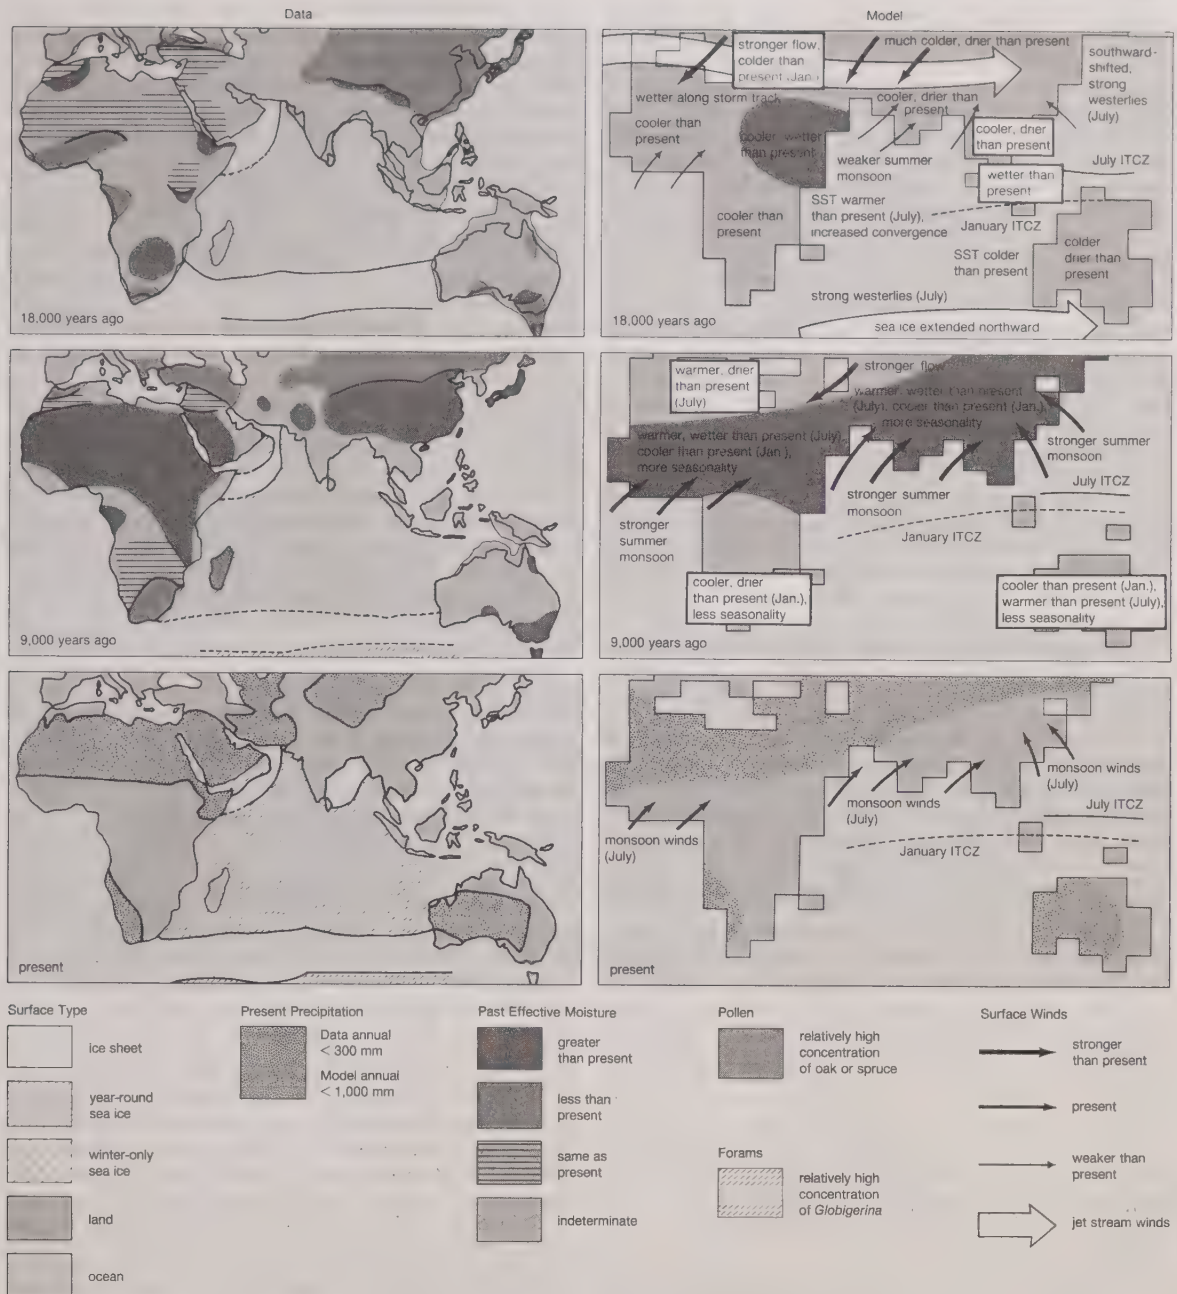 Data
Model
18,000 years ago
stronger flow,
colder than
present (Jan.)
much colder, drier than present
southward-
shifted,
strong
westerlies
(July)
wetter along storm track
cooler, drier than
present
cooler than
present
cooler, wetter
than present
weaker summer
monsoon
cooler, drier
than present
July ITCZ
wetter than
present
SST warmer
than present (July),
increased convergence
January ITCZ
cooler than
present
SST colder
than present
colder
drier than
present
strong westerlies (July)
sea ice extended northward
18,000 years ago
9,000 years ago
warmer, drier
than present
(July)
stronger flow
warmer, wetter than present
(July), cooler than present (Jan.),
more seasonality
warmer, wetter than present (July),
cooler than present (Jan.),
more seasonality
stronger summer
monsoon
stronger summer
monsoon
July ITCZ
January ITCZ
stronger
summer
monsoon
cooler, drier
than present (Jan.),
less seasonality
cooler than present (Jan.),
warmer than present (July),
less seasonality
9,000 years ago
present
monsoon winds
(July)
monsoon winds
(July)
monsoon winds
(July)
July ITCZ
January ITCZ
present
Surface Type
ice sheet
year-round
sea ice
winter-only
sea ice
land
ocean
Present Precipitation
Data annual
< 300 mm
Model annual
< 1,000 mm
Past Effective Moisture
greater
than present
less than
present
same as
present
indeterminate
Pollen
relatively high
concentration
of oak or spruce
Forams
relatively high
concentration
of Globigerina
Surface Winds
stronger
than present
present
weaker than
present
jet stream winds